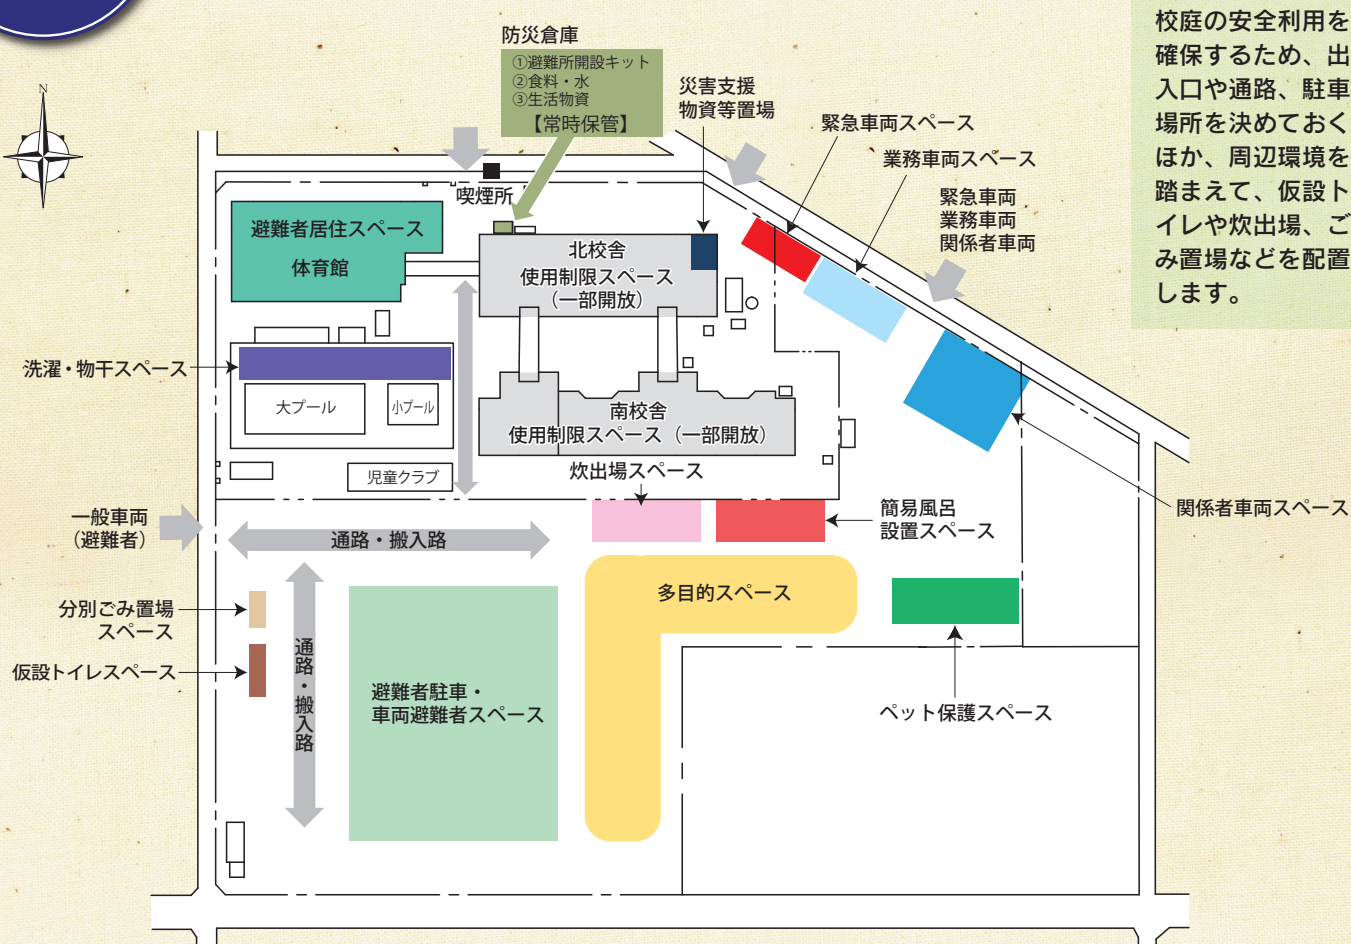 校庭の安全利用を
確保するため、出
入口や通路、駐車
場所を決めておく
ほか、周辺環境を
踏まえて、仮設ト
イレや炊出場、ご
み置場などを配置
します。
防災倉庫
①避難所開設キット
②食料・水
③生活物資
【常時保管】
災害支援
物資等置場
緊急車両スペース
業務車両スペース
緊急車両
業務車両
関係者車両
N
喫煙所
避難者居住スペース
体育館
北校舎
使用制限スペース
(一部開放)
洗濯・物干スペース
大プール
小プール
南校舎
使用制限スペース(一部開放)
児童クラブ
炊出場スペース
一般車両
(避難者)
通路・搬入路
簡易風呂
設置スペース
関係者車両スペース
分別ごみ置場
スペース
仮設トイレスペース
通路・搬入路
避難者駐車・
車両避難者スペース
多目的スペース
ペット保護スペース